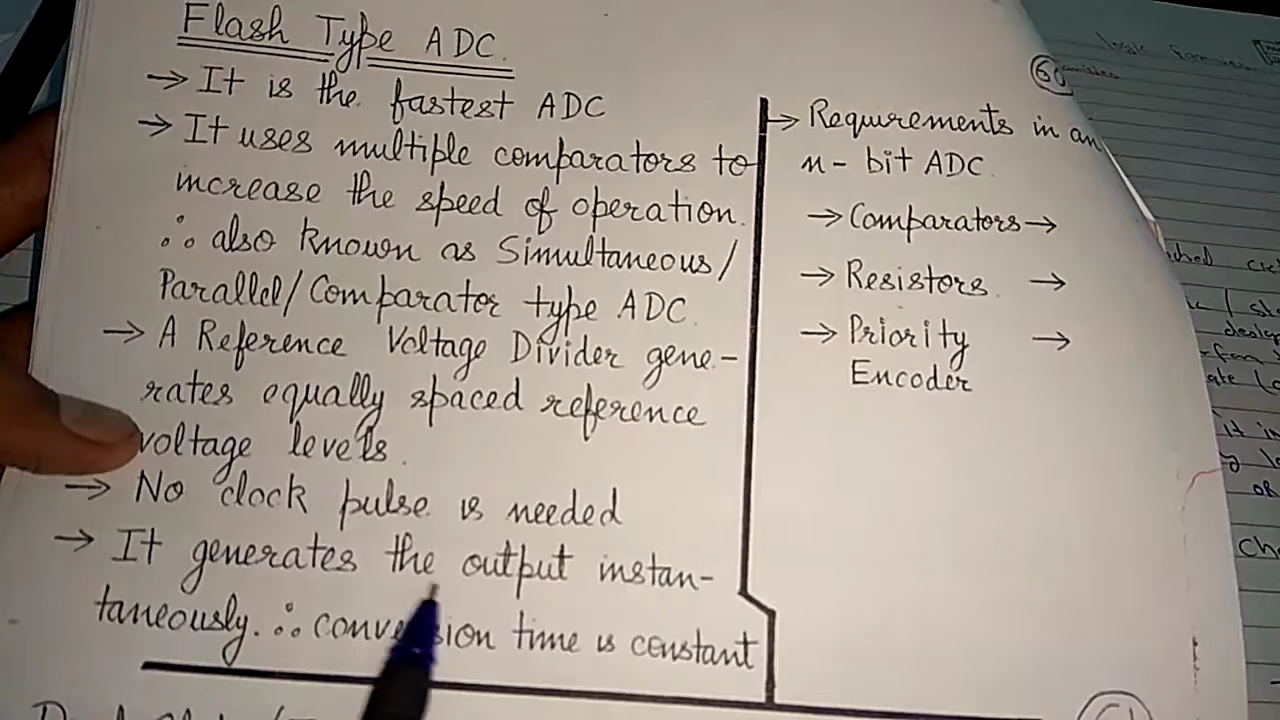 Flash Type ADC.
→ It is the fastest ADC
→ It uses multiple comparators to
increase the speed of operation.
∴ also known as Simultaneous/
Parallel/Comparator type ADC.
→ A Reference Voltage Divider gene-
rates equally spaced reference
voltage levels.
→ No clock pulse is needed
→ It generates the output instan-
taneously. ∴ conversion time is constant
60
→ Requirements in an
n-bit ADC.
→ Comparators →
→ Resistors →
→ Priority →
Encoder
logic